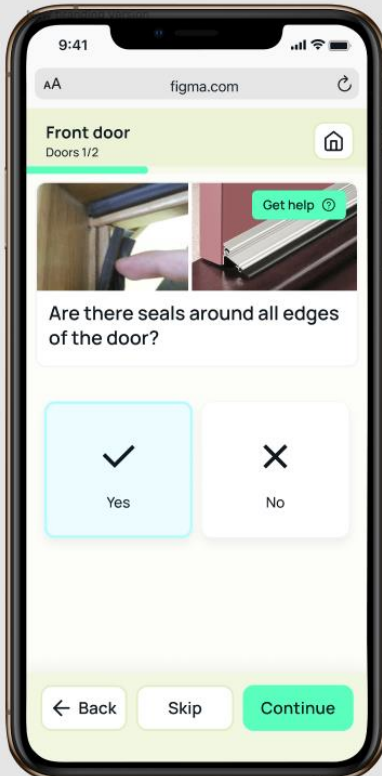 9:41
AA
figma.com
Front door
Doors 1/2
Get help
Are there seals around all edges
of the door?
Yes
No
Back
Skip
Continue